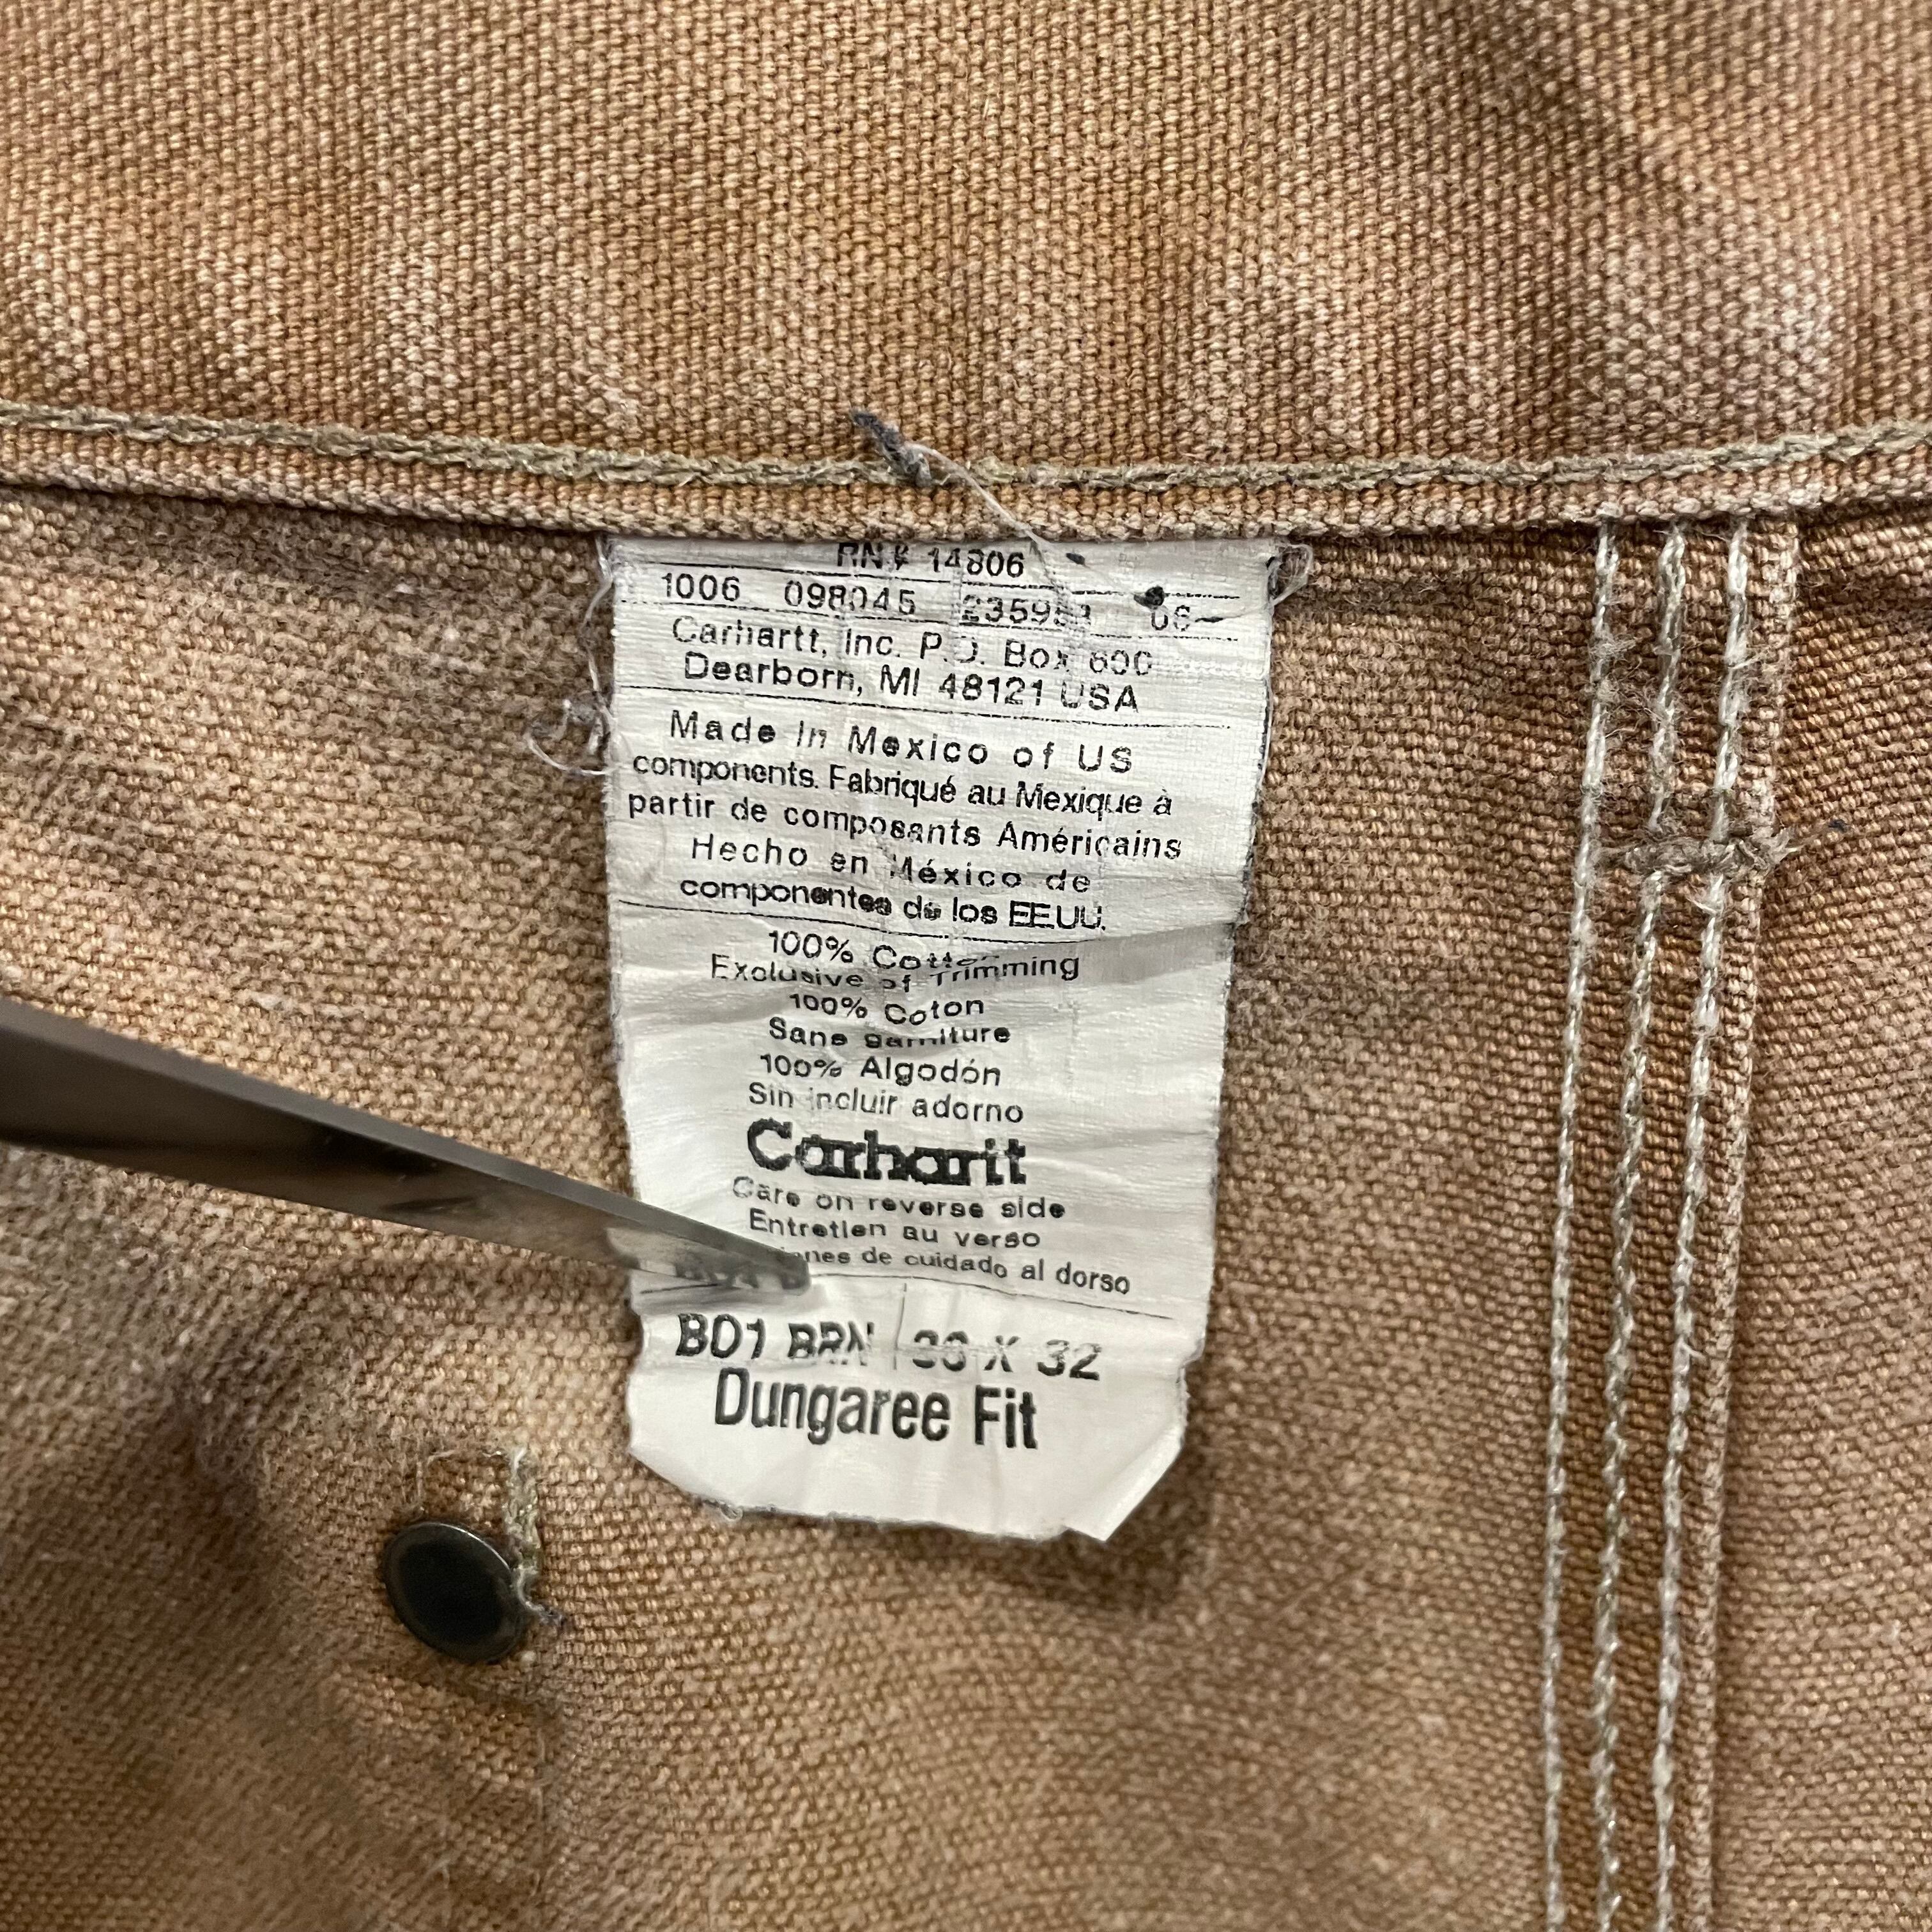 RN# 14806
1006 098045
Carhartt, Inc. P.O. Box 600
Dearborn, MI 48121 USA
Made In Mexico of US
components. Fabriqué au Mexique à
partir de composants Américains
Hecho en México de
componentes de los EEUU.
100% Cotton
Exclusive of Trimming
100% Coton
Sans garniture
100% Algodón
Sin incluir adorno
Carhartt
Care on reverse side
Entretien au verso
de cuidado al dorso
B01 BRN X 32
Dungaree Fit